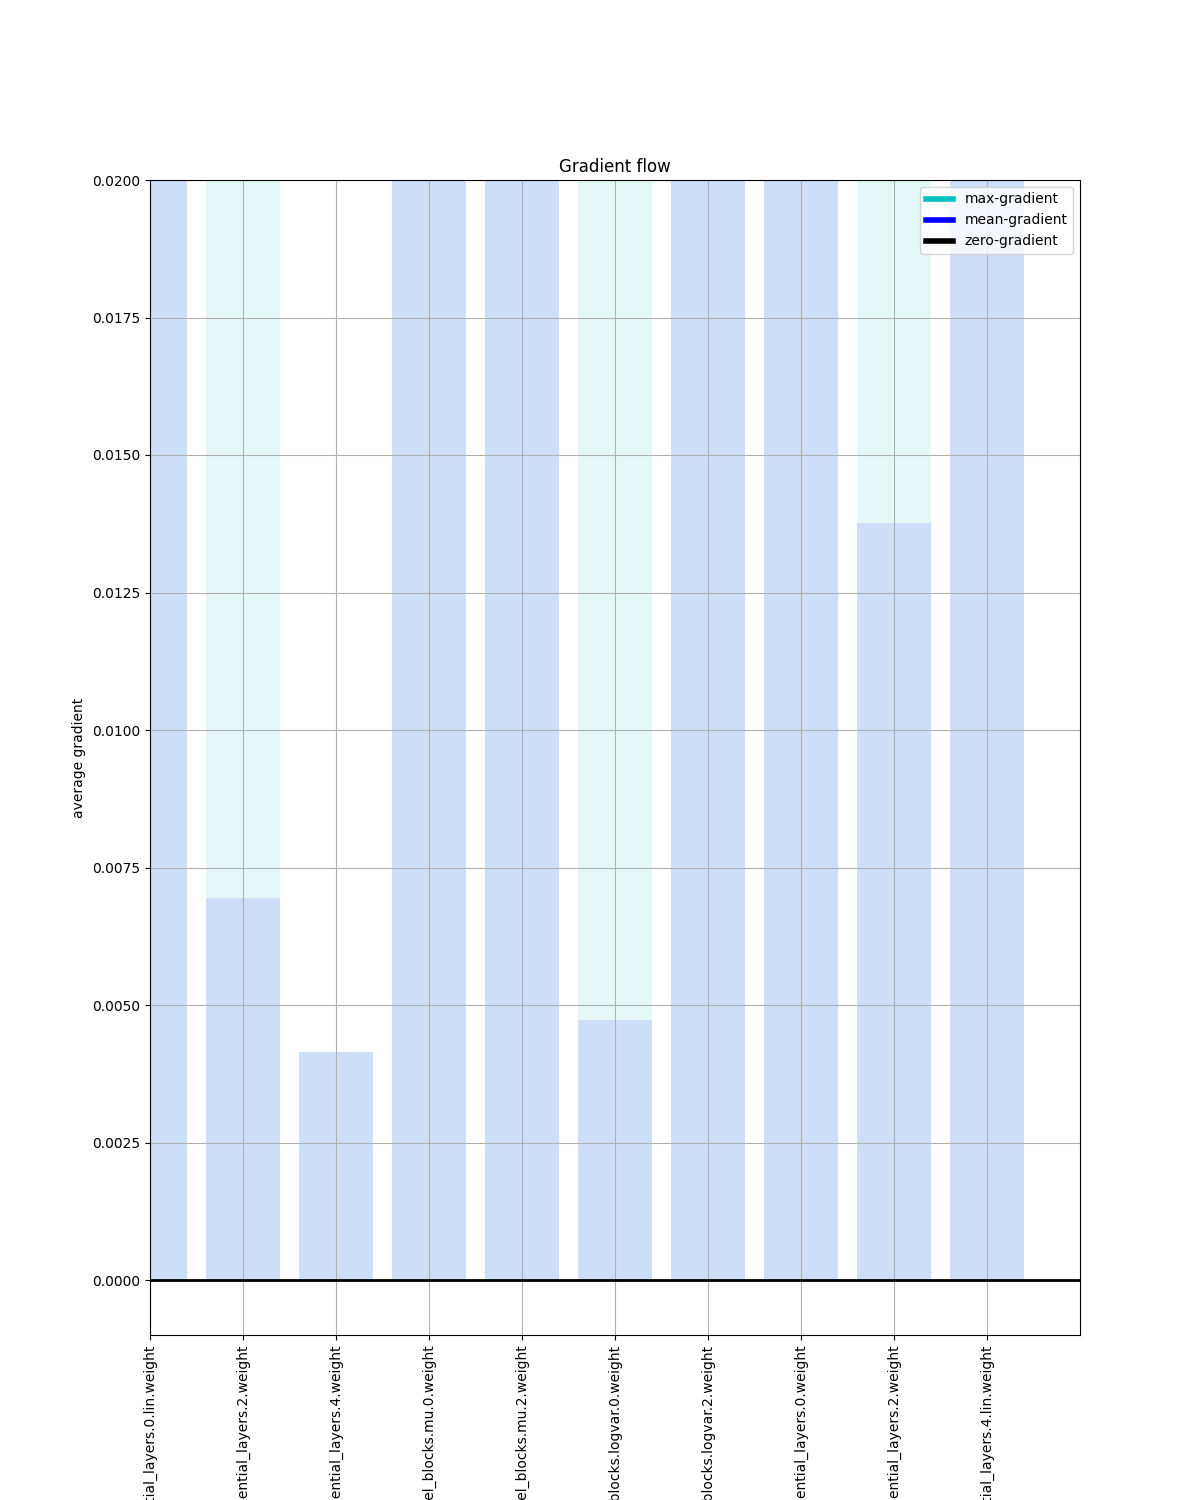 Gradient flow
max-gradient
mean-gradient
zero-gradient
0.0200
0.0175
0.0150
0.0125
0.0100
0.0075
0.0050
0.0025
0.0000
average gradient
tial_layers.0.lin.weight
ential_layers.2.weight
ential_layers.4.weight
el_blocks.mu.0.weight
el_blocks.mu.2.weight
blocks.logvar.0.weight
blocks.logvar.2.weight
ential_layers.0.weight
ential_layers.2.weight
tial_layers.4.lin.weight